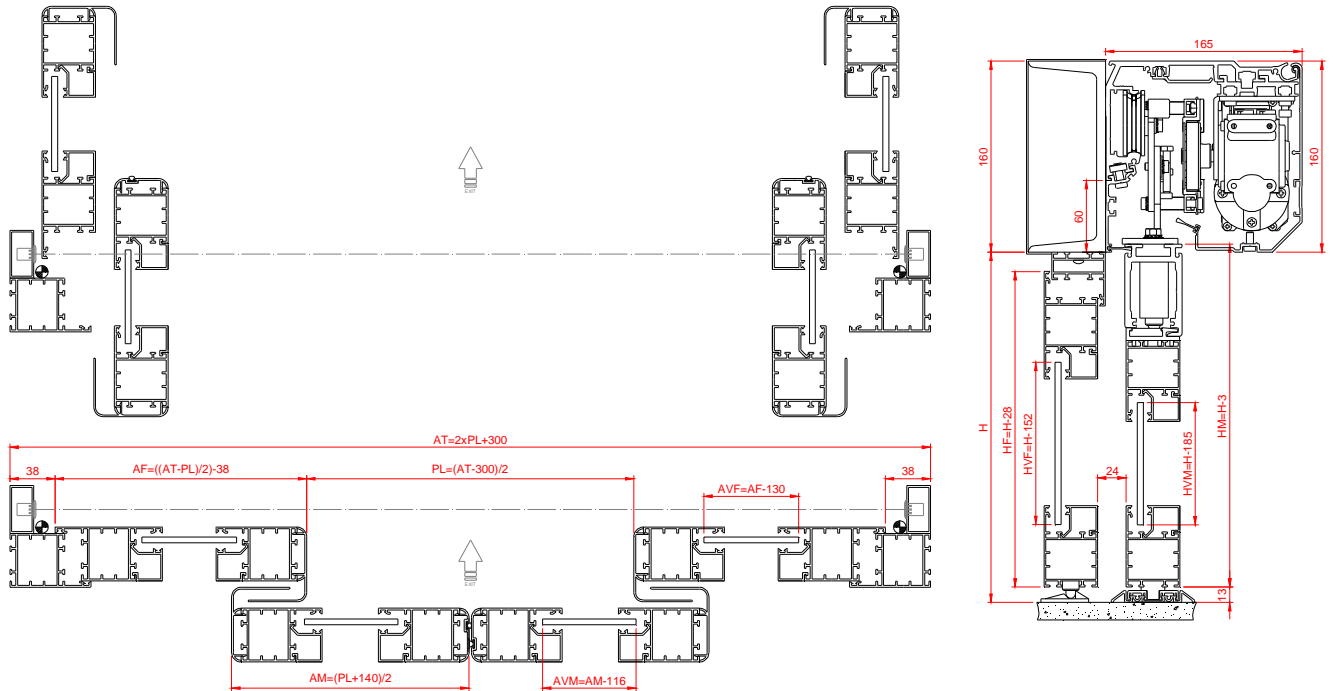 165
160
160
60
EXIT
H
HF=H-28
HVF=H-152
24
HVM=H-185
HM=H-3
13
AT=2xPL+300
38
AF=((AT-PL)/2)-38
PL=(AT-300)/2
38
AVF=AF-130
EXIT
AM=(PL+140)/2
AVM=AM-116